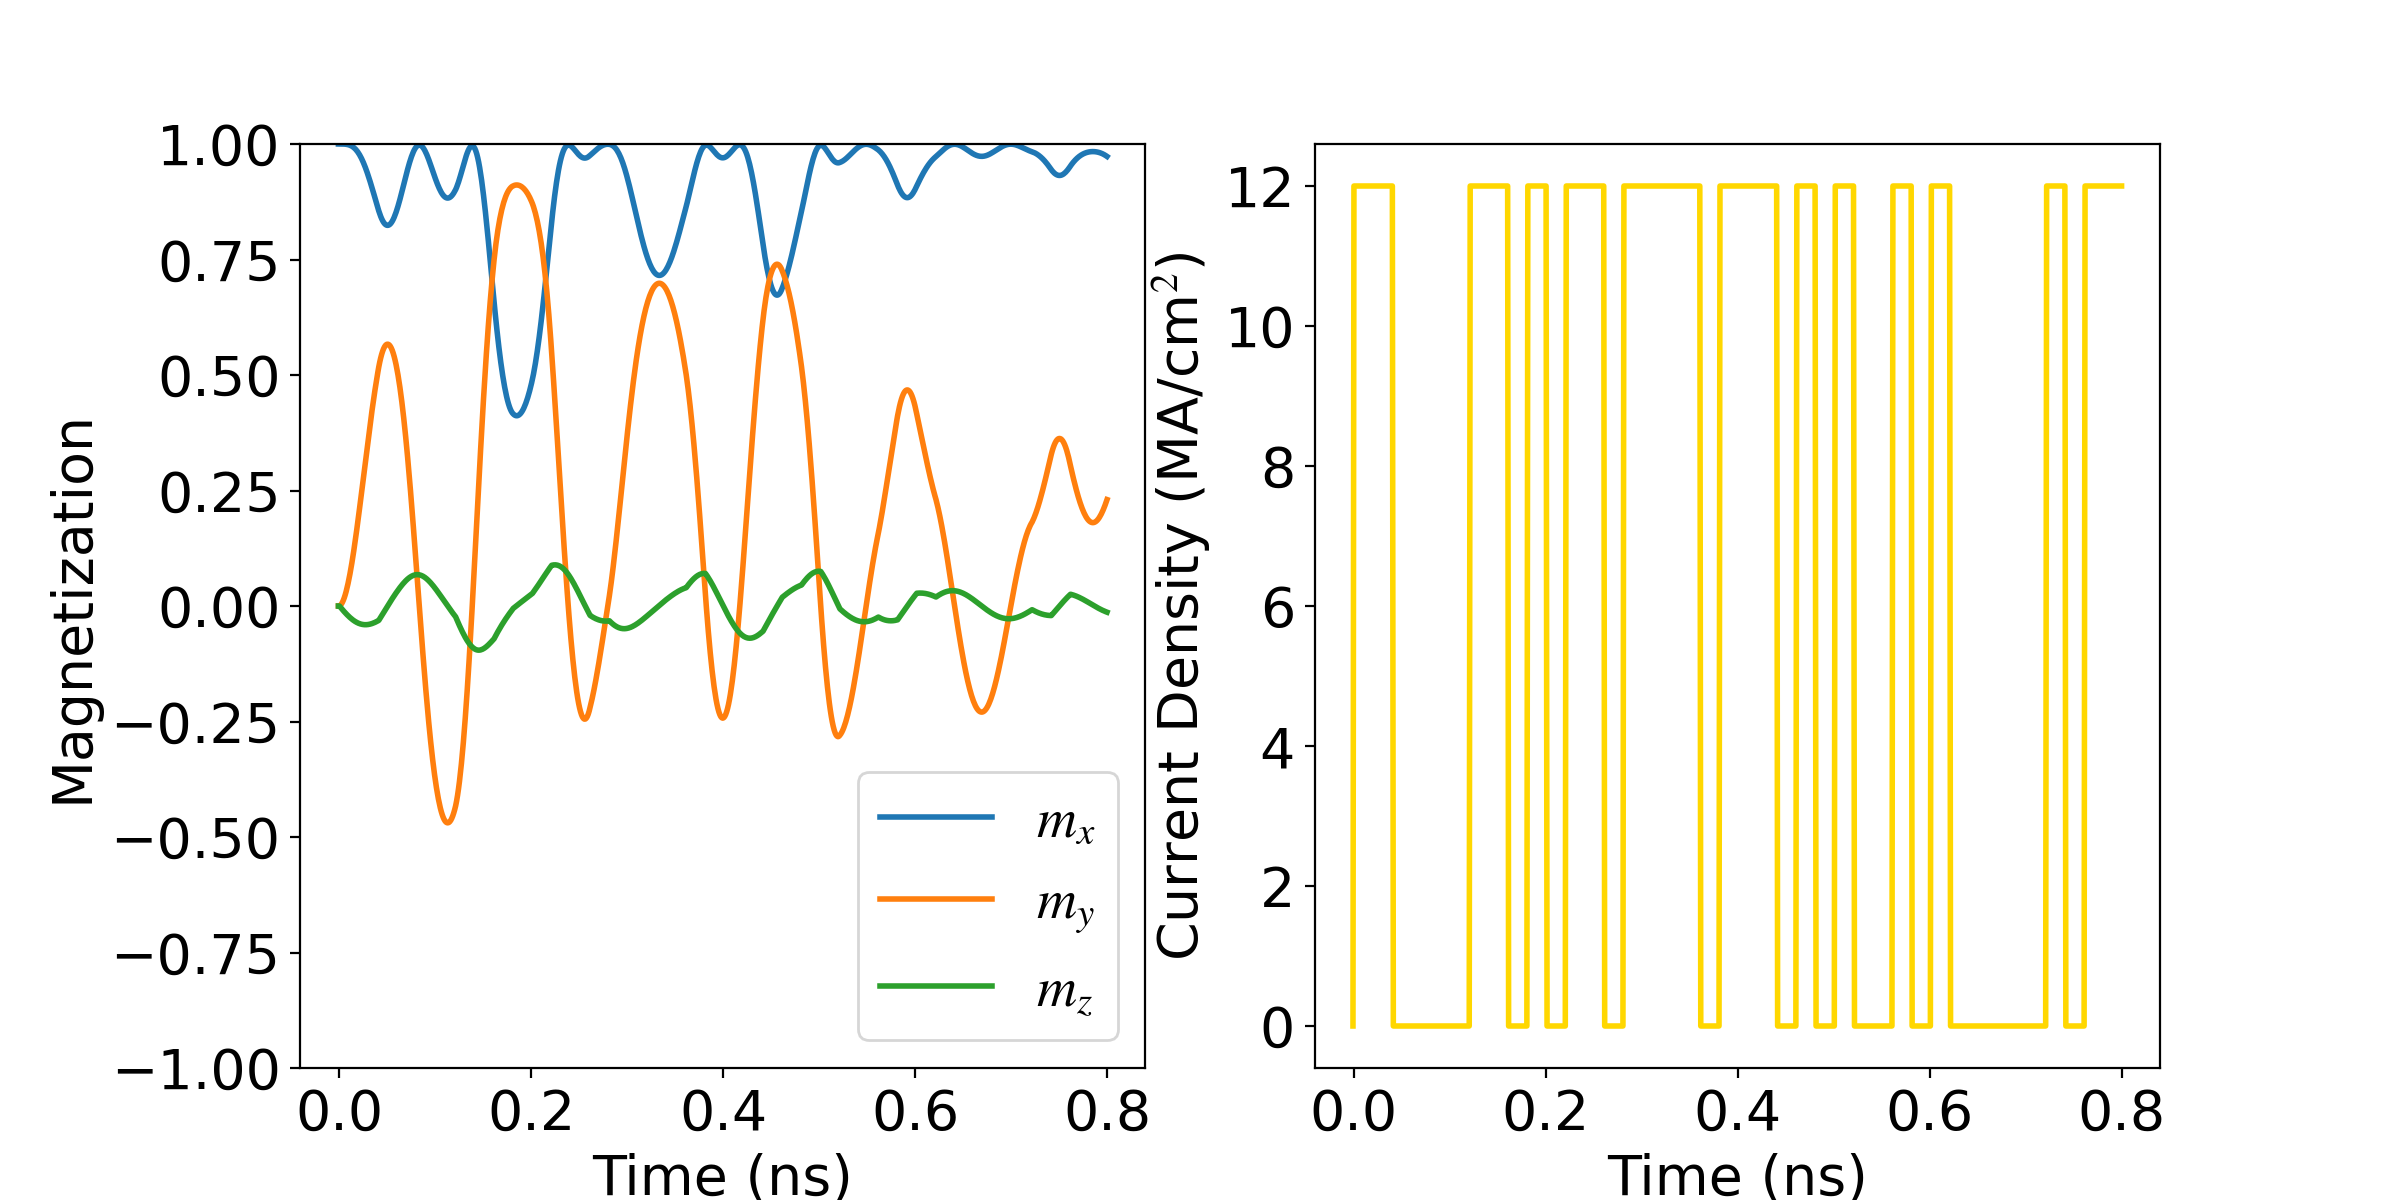 1.00
0.75
0.50
0.25
0.00
−0.25
−0.50
−0.75
−1.00
Magnetization
0.0 0.2 0.4 0.6 0.8
Time (ns)
m_x
m_y
m_z
12
10
8
6
4
2
0
Current Density (MA/cm²)
0.0 0.2 0.4 0.6 0.8
Time (ns)